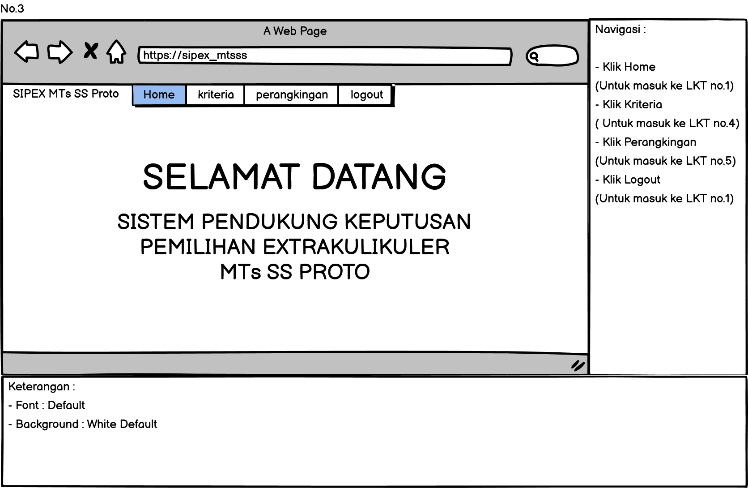 No.3
A Web Page
https://sipex_mtsss
SIPEX MTs SS Proto
Home
kriteria
perangkingan
logout
SELAMAT DATANG
SISTEM PENDUKUNG KEPUTUSAN
PEMILIHAN EXTRAKULIKULER
MTs SS PROTO
Navigasi :
- Klik Home
(Untuk masuk ke LKT no.1)
- Klik Kriteria
( Untuk masuk ke LKT no.4)
- Klik Perangkingan
(Untuk masuk ke LKT no.5)
- Klik Logout
(Untuk masuk ke LKT no.1)
Keterangan :
- Font : Default
- Background : White Default